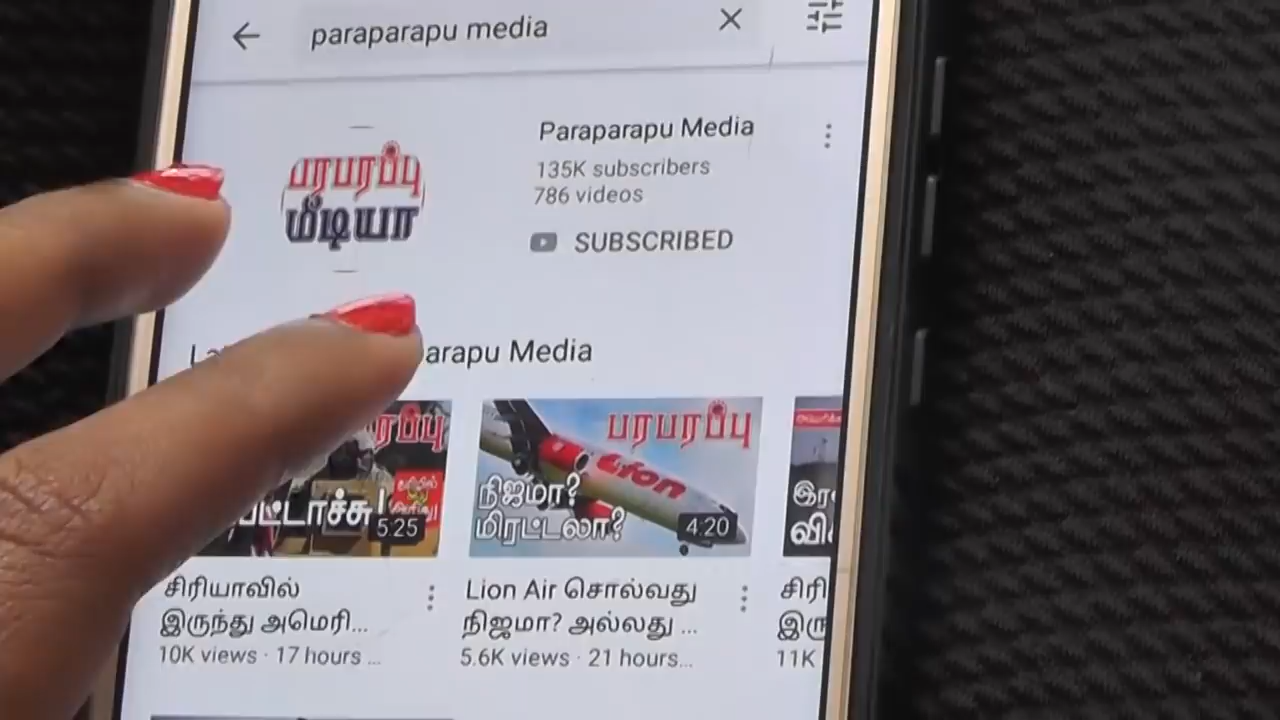 paraparapu media
பரபரப்பு
மீடியா
Paraparapu Media
135K subscribers
786 videos
SUBSCRIBED
arapu Media
5:25
பரபரப்பு
Lion
நிஜமா?
மிரட்டலா?
4:20
சிரியாவில்
இருந்து அமெரி...
10K views · 17 hours ...
Lion Air சொல்வது
நிஜமா? அல்லது ...
5.6K views · 21 hours...
சிரி
இரு
11K